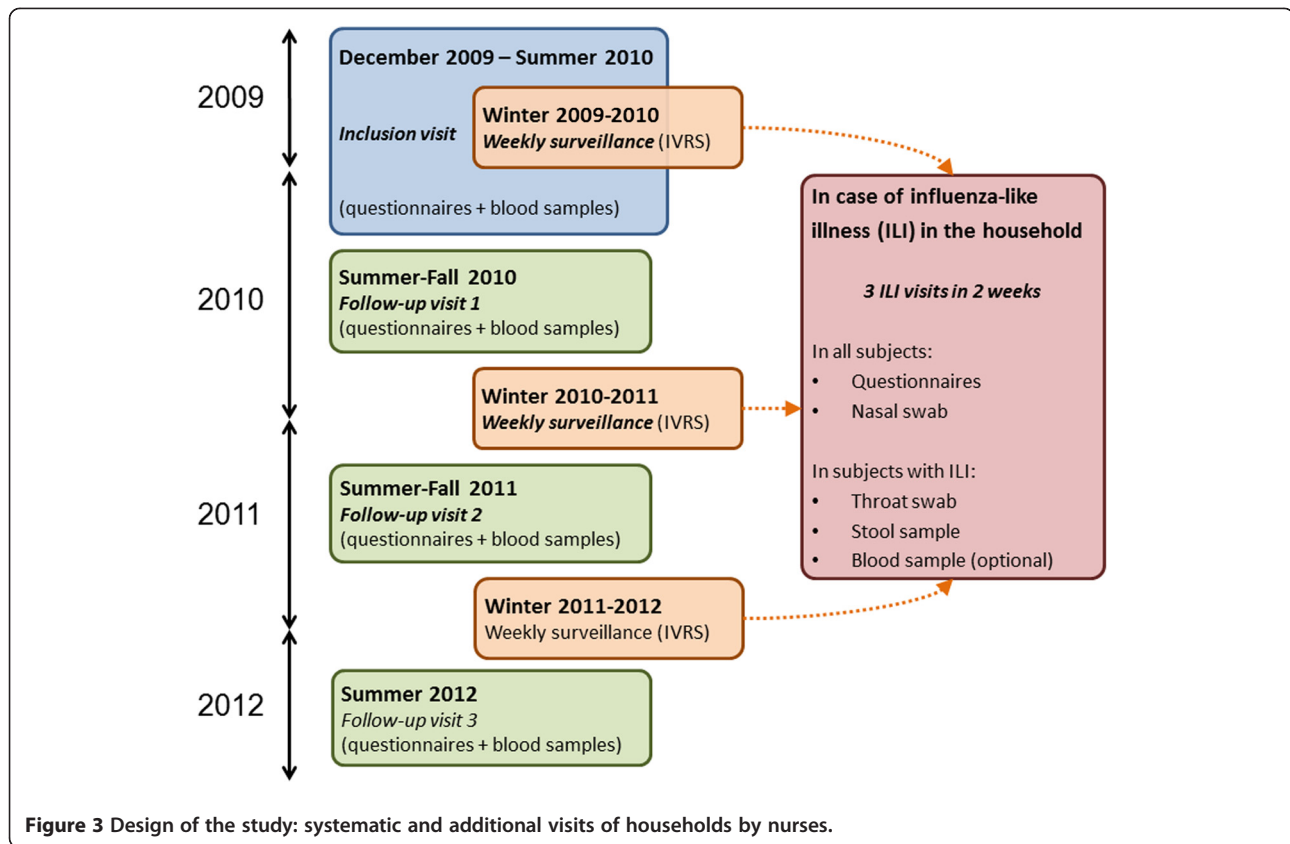 2009
December 2009 – Summer 2010
Inclusion visit
(questionnaires + blood samples)
Winter 2009-2010
Weekly surveillance (IVRS)
2010
Summer-Fall 2010
Follow-up visit 1
(questionnaires + blood samples)
Winter 2010-2011
Weekly surveillance (IVRS)
2011
Summer-Fall 2011
Follow-up visit 2
(questionnaires + blood samples)
Winter 2011-2012
Weekly surveillance (IVRS)
2012
Summer 2012
Follow-up visit 3
(questionnaires + blood samples)
In case of influenza-like
illness (ILI) in the household
3 ILI visits in 2 weeks
In all subjects:
• Questionnaires
• Nasal swab
In subjects with ILI:
• Throat swab
• Stool sample
• Blood sample (optional)
Figure 3 Design of the study: systematic and additional visits of households by nurses.